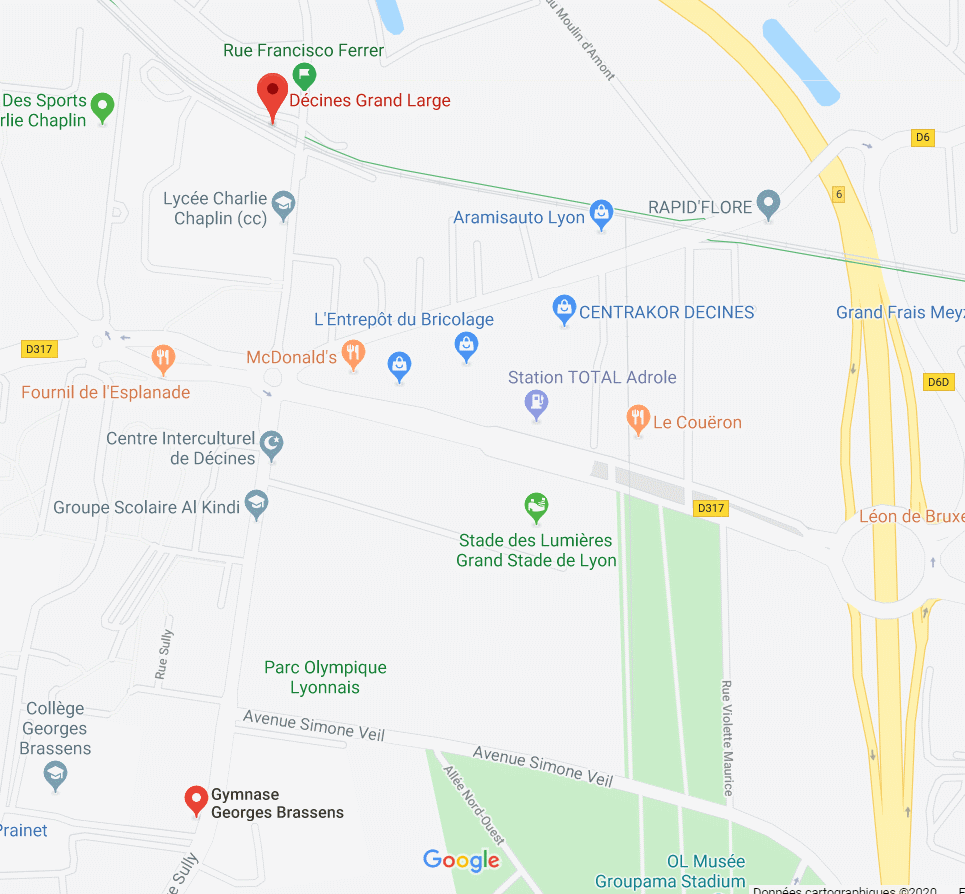 du Moulin d'Amont
Rue Francisco Ferrer
Décines Grand Large
Des Sports
rlie Chaplin
D6
6
Lycée Charlie
Chaplin (cc)
Aramisauto Lyon
RAPID'FLORE
L'Entrepôt du Bricolage
CENTRAKOR DECINES
Grand Frais Meyz
D317
McDonald's
Fournil de l'Esplanade
Station TOTAL Adrole
D6D
Le Couëron
Centre Interculturel
de Décines
Groupe Scolaire Al Kindi
D317
Léon de Bruxe
Stade des Lumières
Grand Stade de Lyon
Rue Sully
Parc Olympique
Lyonnais
Rue Violette Maurice
Collège
Georges
Brassens
Avenue Simone Veil
Avenue Simone Veil
Allée Nord-Ouest
Gymnase
Georges Brassens
Prainet
e Sully
Google
OL Musée
Groupama Stadium
Données cartographiques ©2020